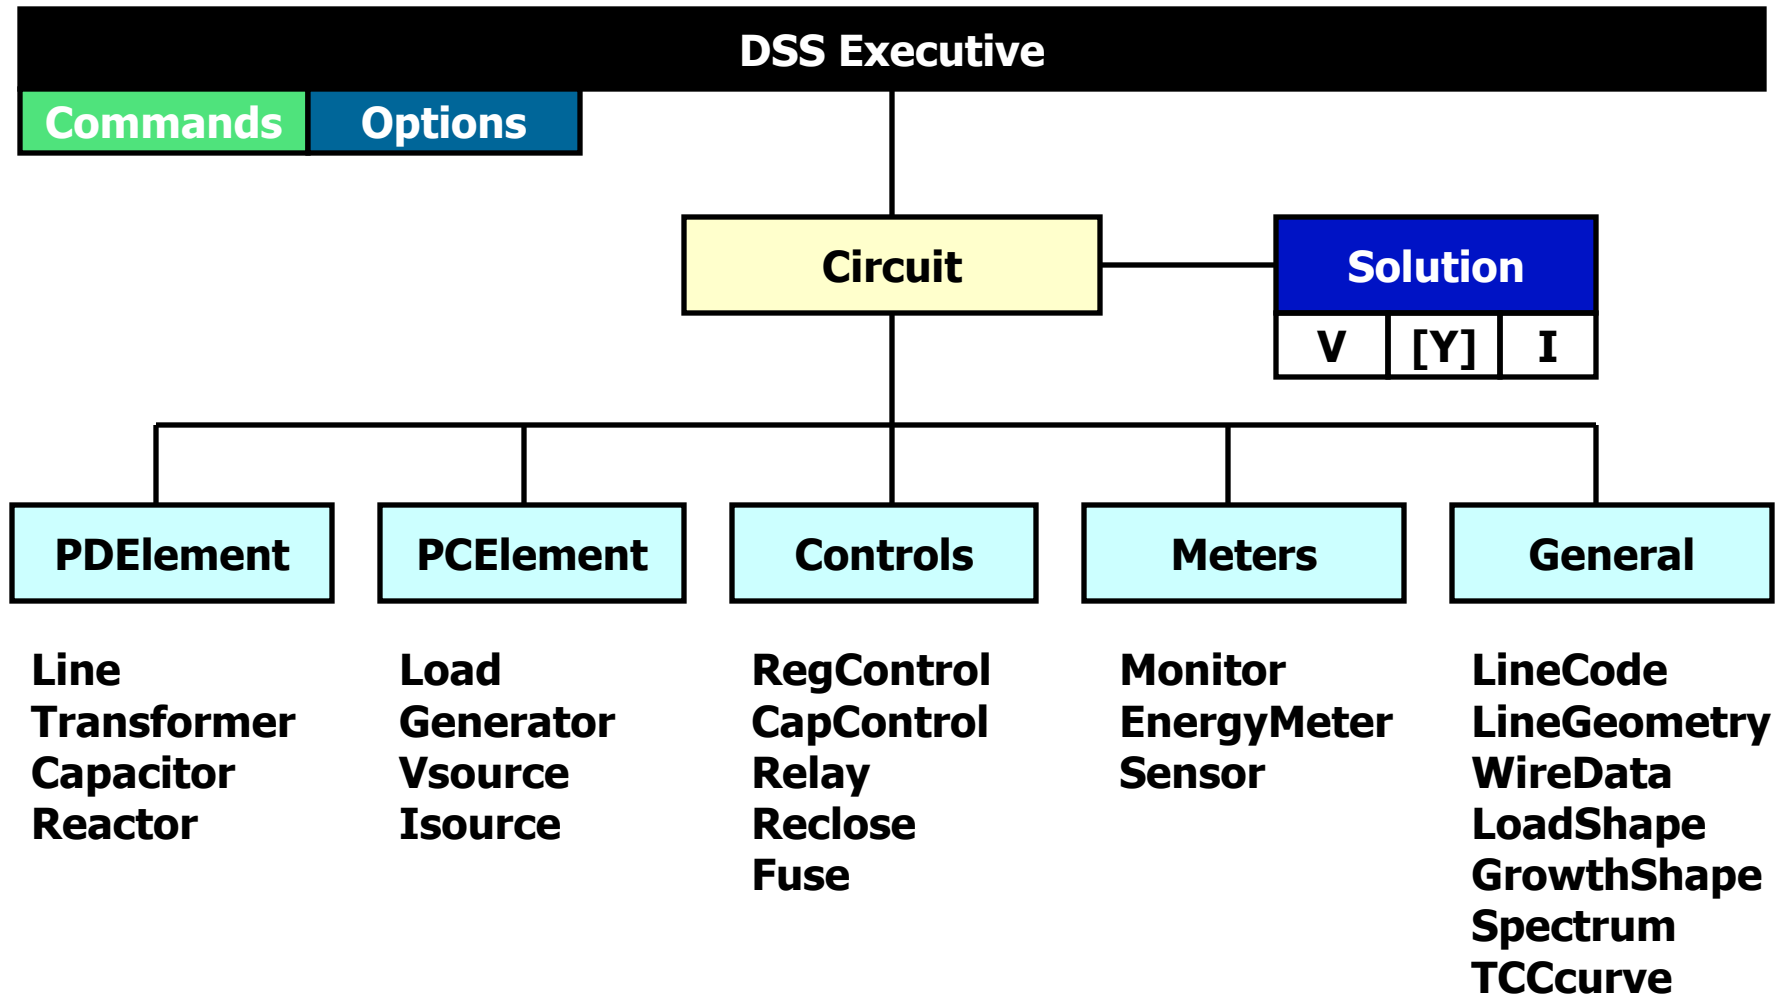 DSS Executive
Commands
Options
Circuit
Solution
V
[Y]
I
PDElement
PCElement
Controls
Meters
General
Line
Transformer
Capacitor
Reactor
Load
Generator
Vsource
Isource
RegControl
CapControl
Relay
Reclose
Fuse
Monitor
EnergyMeter
Sensor
LineCode
LineGeometry
WireData
LoadShape
GrowthShape
Spectrum
TCCcurve